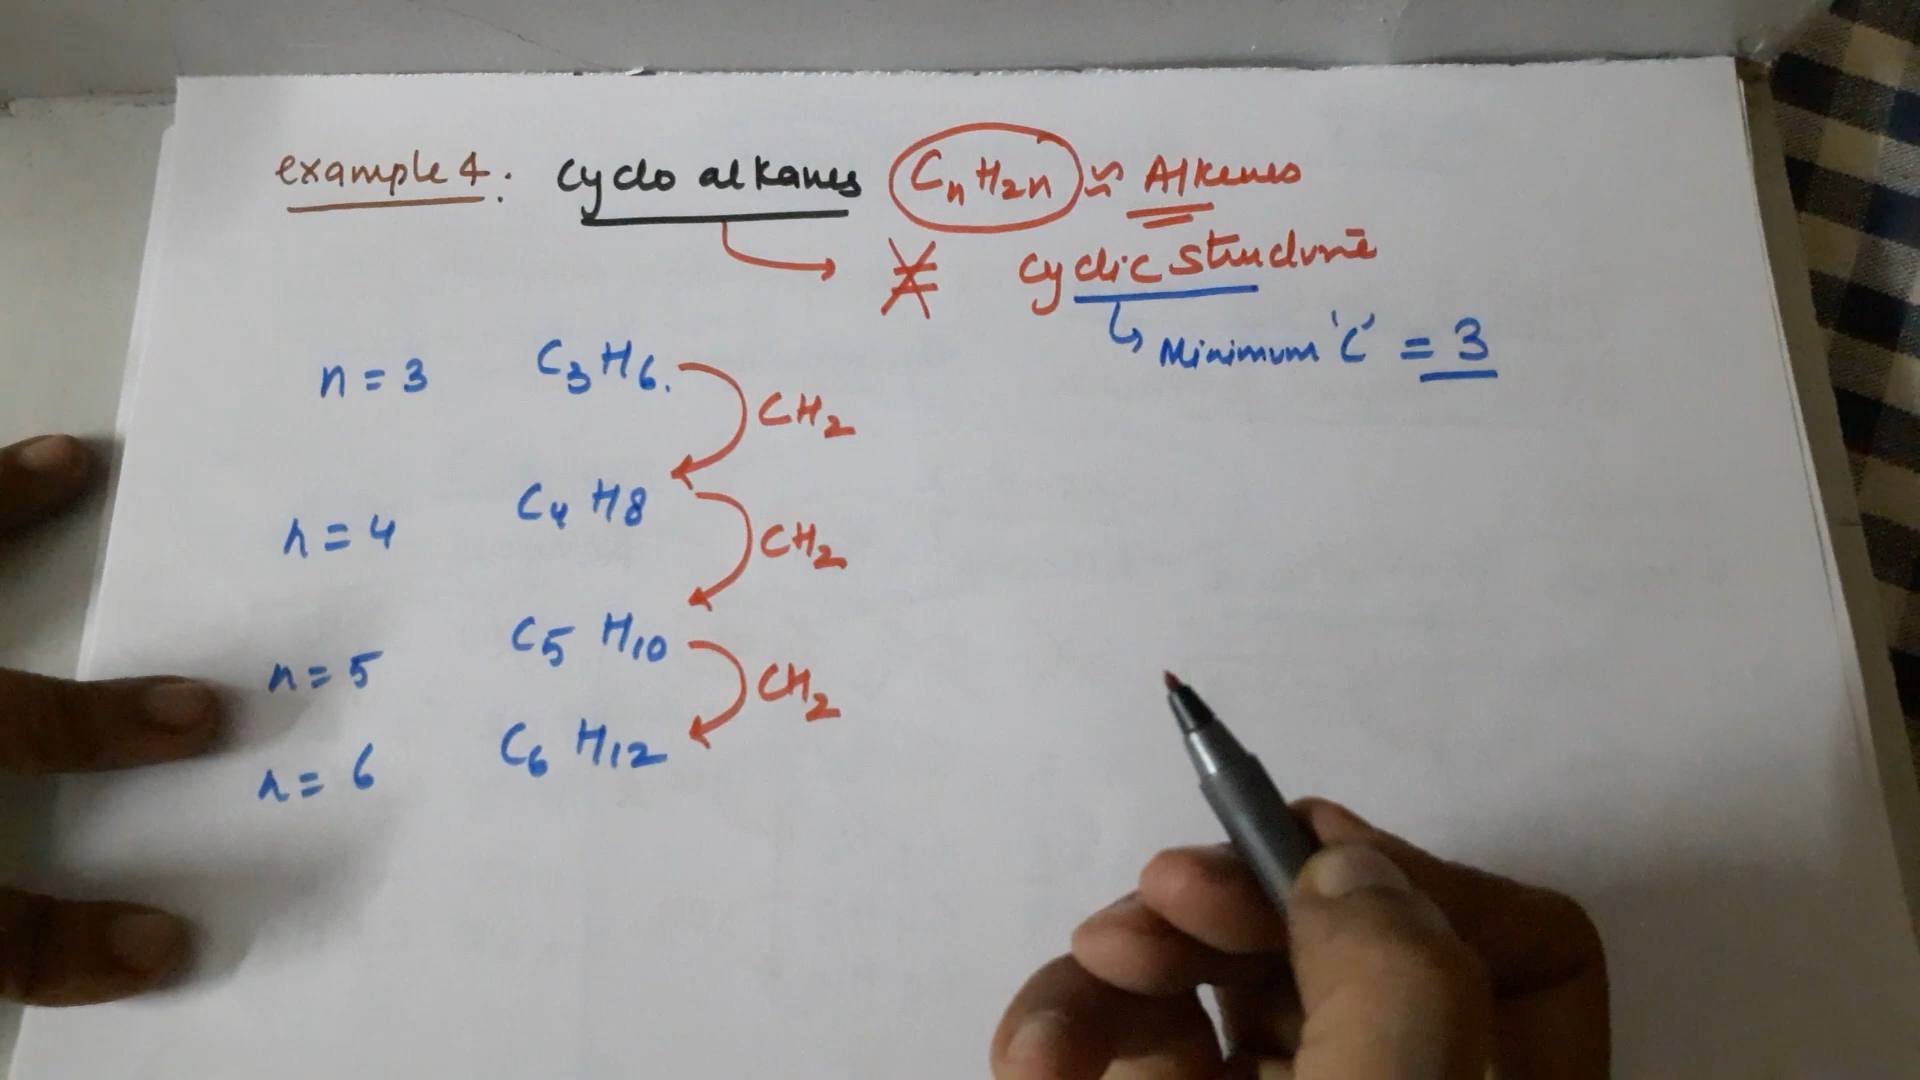 example 4. Cyclo alkanes CnH2n ≈ Alkenes
Cyclic structure
Minimum 'C' = 3
n = 3 C3H6.
CH2
n = 4 C4H8
CH2
n = 5 C5H10
CH2
n = 6 C6H12